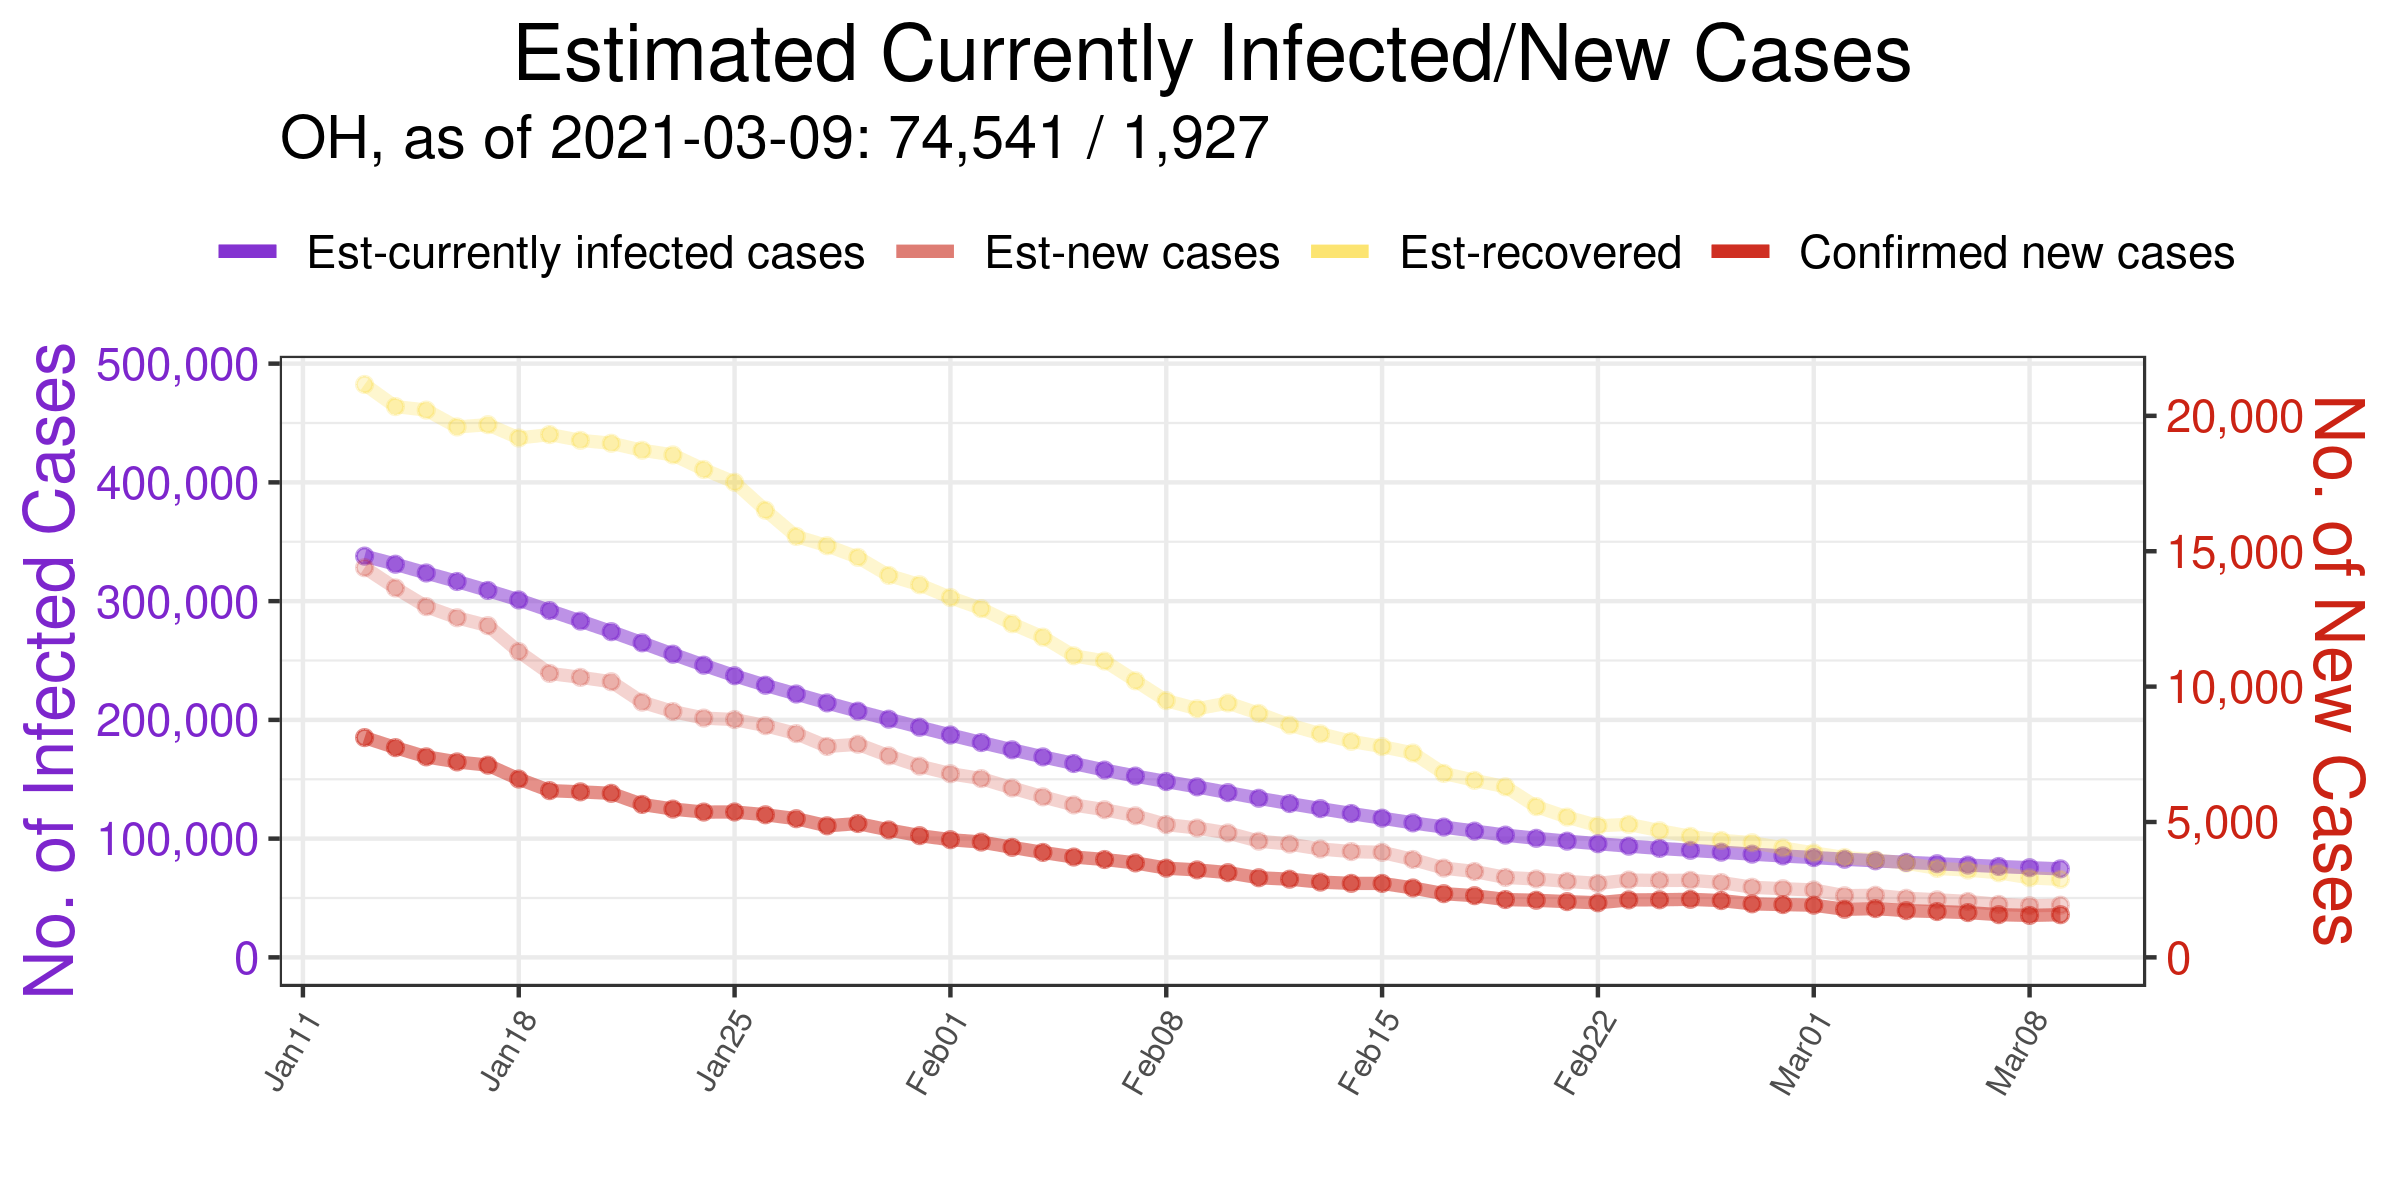 Estimated Currently Infected/New Cases
OH, as of 2021-03-09: 74,541 / 1,927
Est-currently infected cases Est-new cases Est-recovered Confirmed new cases
No. of Infected Cases
500,000
400,000
300,000
200,000
100,000
0
20,000
15,000
10,000
5,000
0
No. of New Cases
Jan11 Jan18 Jan25 Feb01 Feb08 Feb15 Feb22 Mar01 Mar08